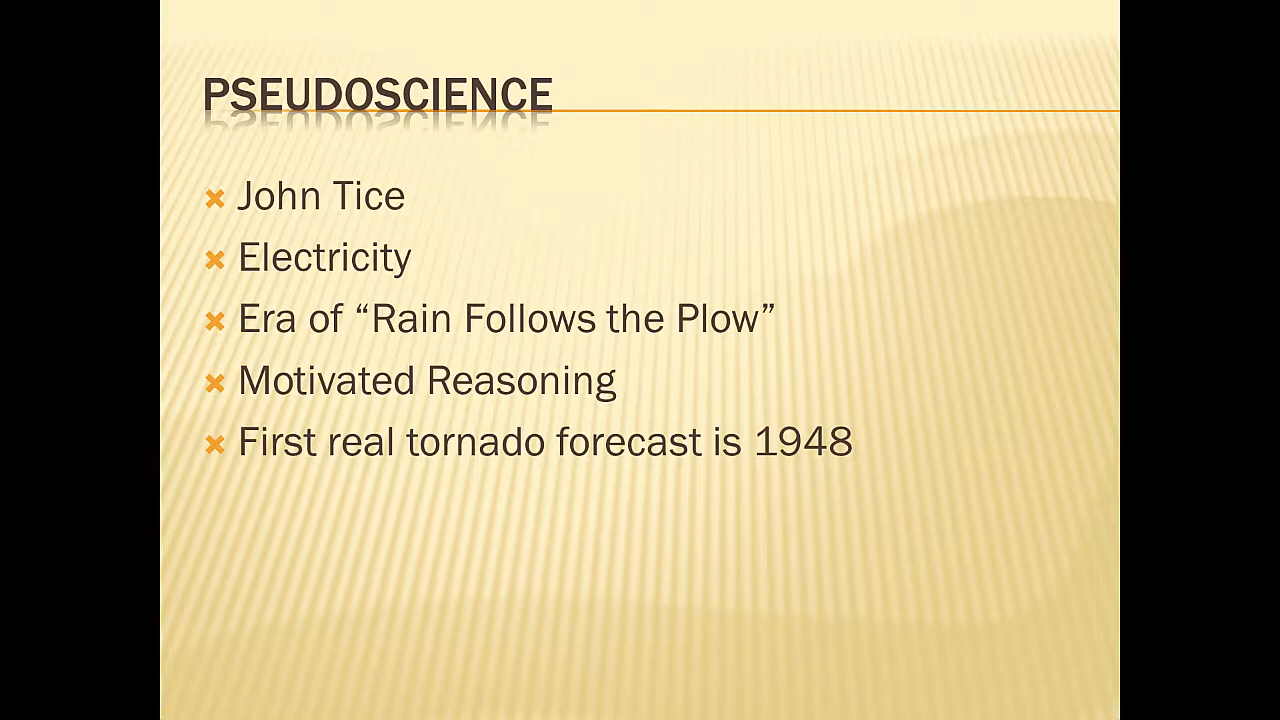 PSEUDOSCIENCE
John Tice
Electricity
Era of “Rain Follows the Plow”
Motivated Reasoning
First real tornado forecast is 1948